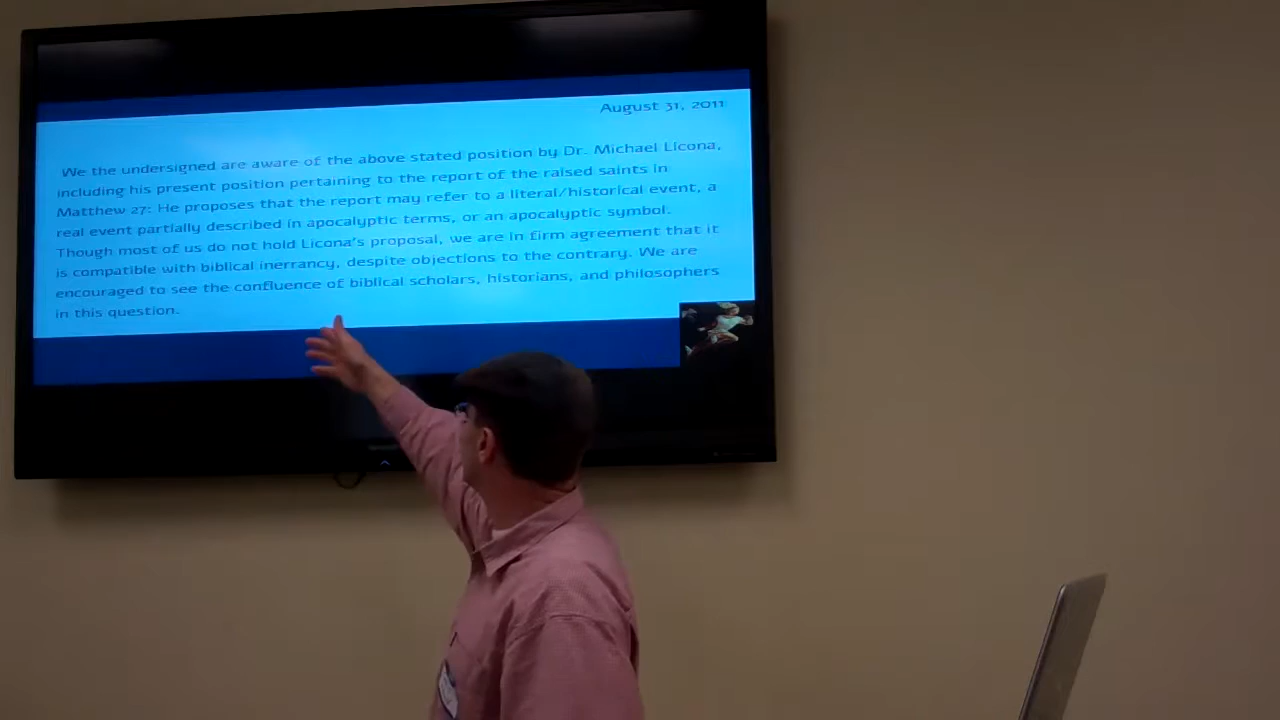 August 31, 2011
We the undersigned are aware of the above stated position by Dr. Michael Licona,
including his present position pertaining to the report of the raised saints in
Matthew 27: He proposes that the report may refer to a literal/historical event, a
real event partially described in apocalyptic terms, or an apocalyptic symbol.
Though most of us do not hold Licona's proposal, we are in firm agreement that it
is compatible with biblical inerrancy, despite objections to the contrary. We are
encouraged to see the confluence of biblical scholars, historians, and philosophers
in this question.